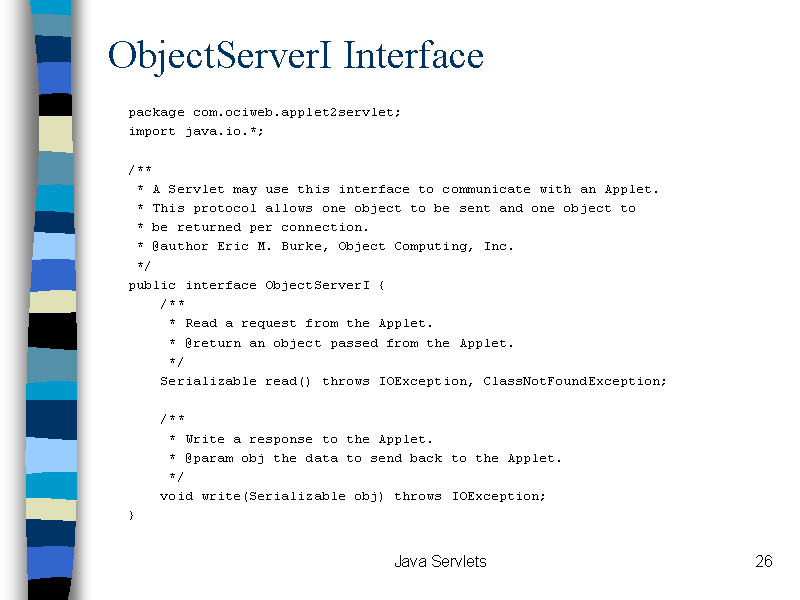 ObjectServerI Interface
package com.ociweb.applet2servlet;
import java.io.*;
/**
* A Servlet may use this interface to communicate with an Applet.
* This protocol allows one object to be sent and one object to
* be returned per connection.
* @author Eric M. Burke, Object Computing, Inc.
*/
public interface ObjectServerI {
/**
* Read a request from the Applet.
* @return an object passed from the Applet.
*/
Serializable read() throws IOException, ClassNotFoundException;
/**
* Write a response to the Applet.
* @param obj the data to send back to the Applet.
*/
void write(Serializable obj) throws IOException;
}
Java Servlets
26